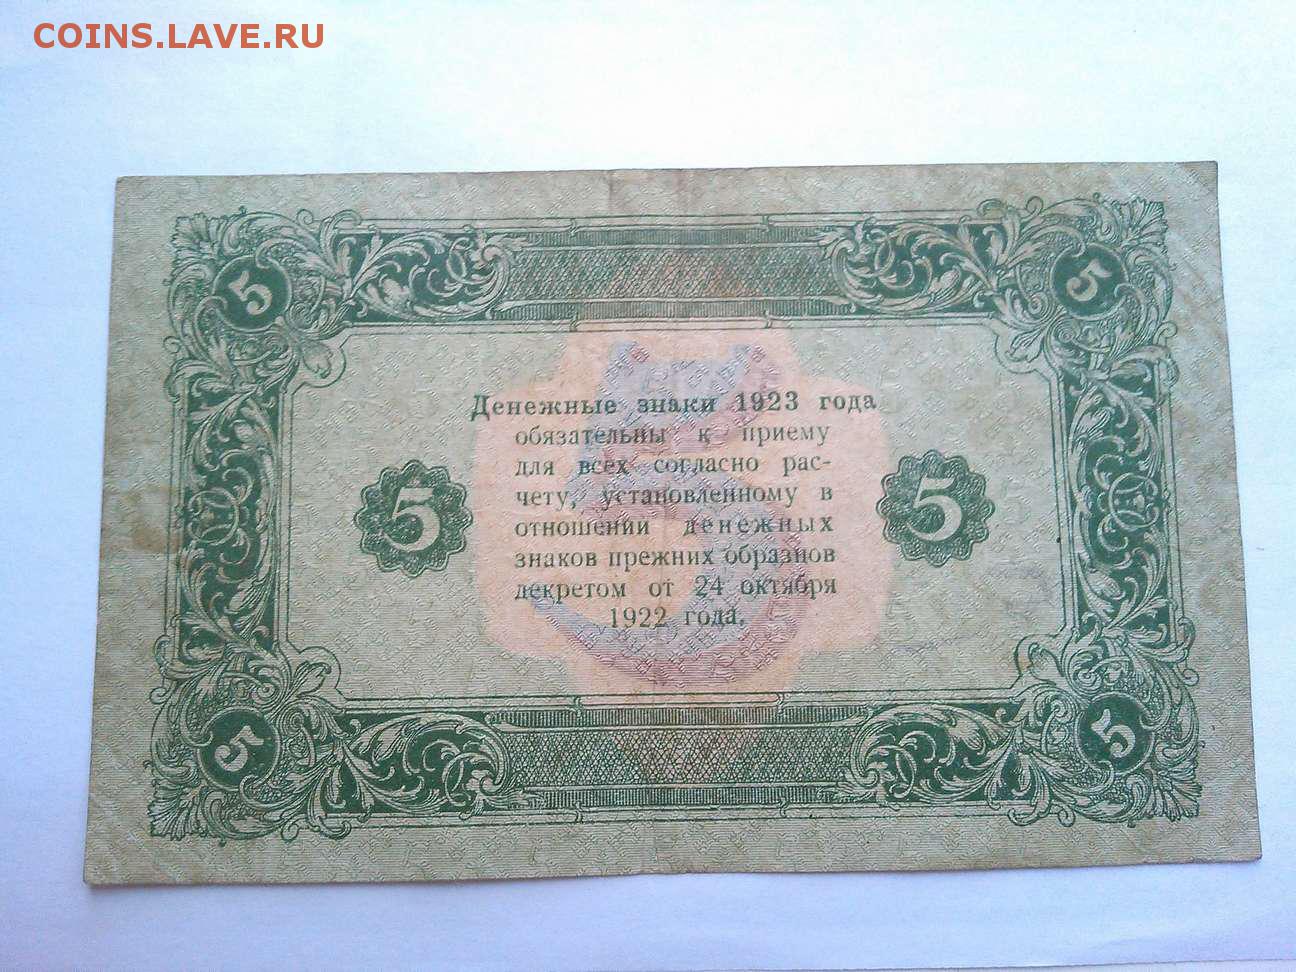 COINS.LAVE.RU
5 5
Денежные знаки 1923 года
обязательны к приему
для всех согласно рас-
чету, установленному в
5 5
отношении денежных
знаков прежних образцов
декретом от 24 октября
1922 года.
5 5